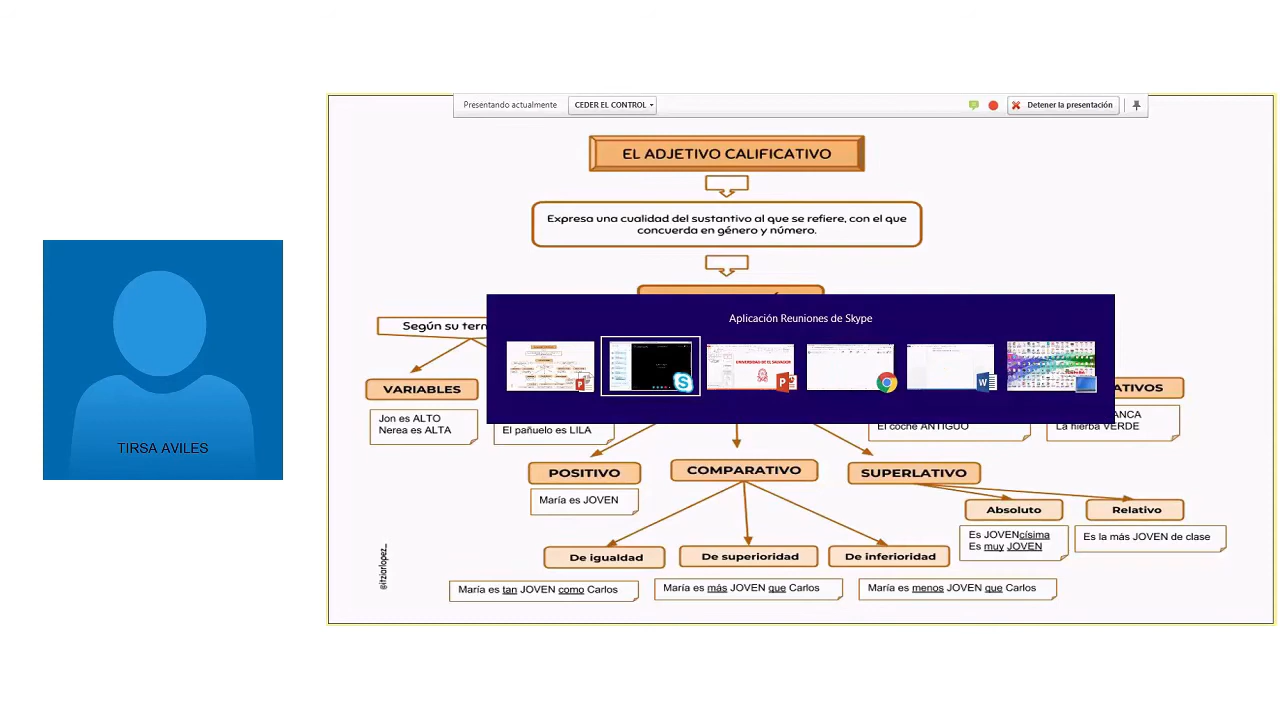 Presentando actualmente
CEDER EL CONTROL
Detener la presentación
EL ADJETIVO CALIFICATIVO
Expresa una cualidad del sustantivo al que se refiere, con el que
concuerda en género y número.
Aplicación Reuniones de Skype
Según su
UNIVERSIDAD DE EL SALVADOR
VARIABLES
Jon es ALTO
Nerea es ALTA
El pañuelo es LILA
El coche ANTIGUO
La hierba VERDE
POSITIVO
COMPARATIVO
SUPERLATIVO
María es JOVEN
Absoluto
Relativo
Es JOVENcísima
Es muy JOVEN
Es la más JOVEN de clase
De igualdad
De superioridad
De inferioridad
María es tan JOVEN como Carlos
María es más JOVEN que Carlos
María es menos JOVEN que Carlos
@itziarlopez_
TIRSA AVILES